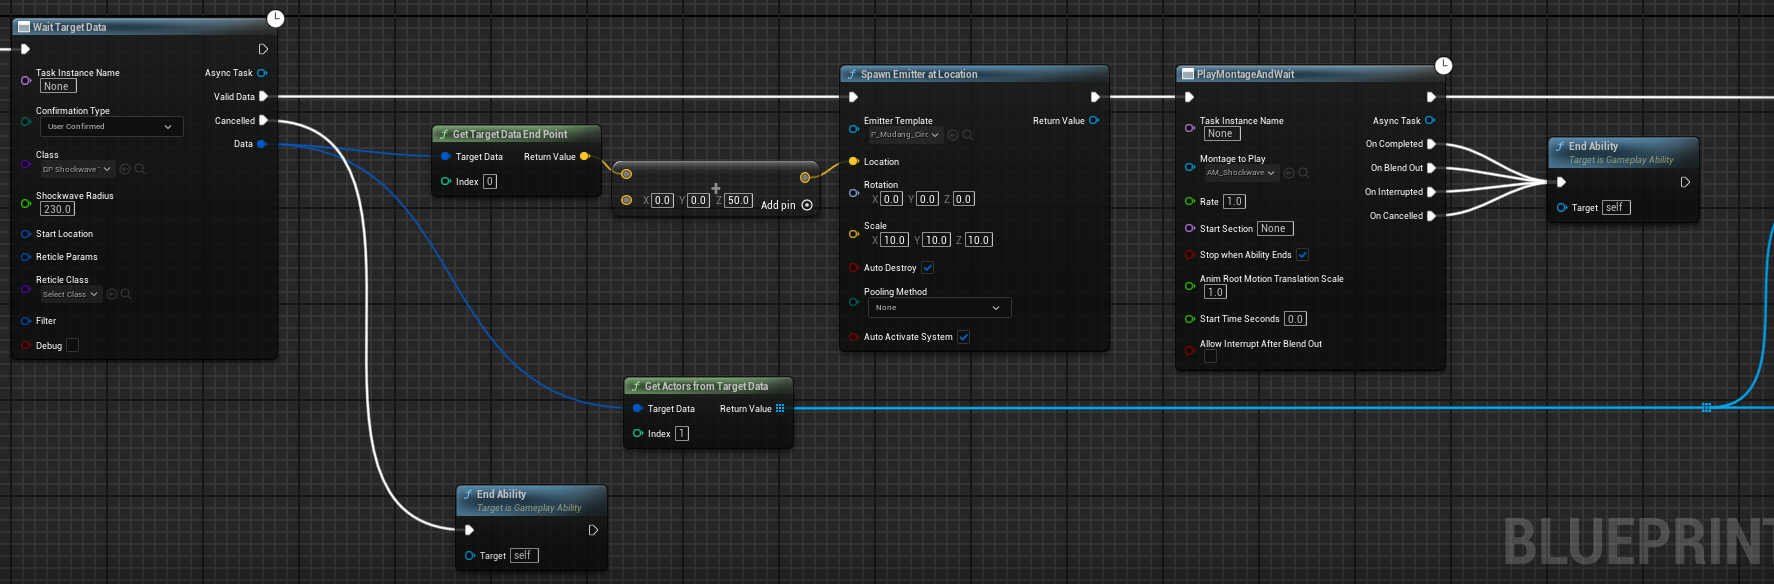 Wait Target Data
Task Instance Name
None
Async Task
Valid Data
Confirmation Type
User Confirmed
Cancelled
Data
Class
BP Shockwave
Shockwave Radius
230.0
Start Location
Reticle Params
Reticle Class
Select Class
Filter
Debug
Get Target Data End Point
Target Data
Return Value
Index 0
X 0.0 Y 0.0 Z 50.0
Add pin
Spawn Emitter at Location
Emitter Template
P_Mudang_Circ
Return Value
Location
Rotation
X 0.0 Y 0.0 Z 0.0
Scale
X 10.0 Y 10.0 Z 10.0
Auto Destroy
Pooling Method
None
Auto Activate System
PlayMontageAndWait
Task Instance Name
None
Async Task
On Completed
Montage to Play
AM_Shockwave
On Blend Out
On Interrupted
On Cancelled
Rate 1.0
Start Section None
Stop when Ability Ends
Anim Root Motion Translation Scale
1.0
Start Time Seconds 0.0
Allow Interrupt After Blend Out
End Ability
Target is Gameplay Ability
Target self
Get Actors from Target Data
Target Data
Return Value
Index 1
End Ability
Target is Gameplay Ability
Target self
BLUEPRINT